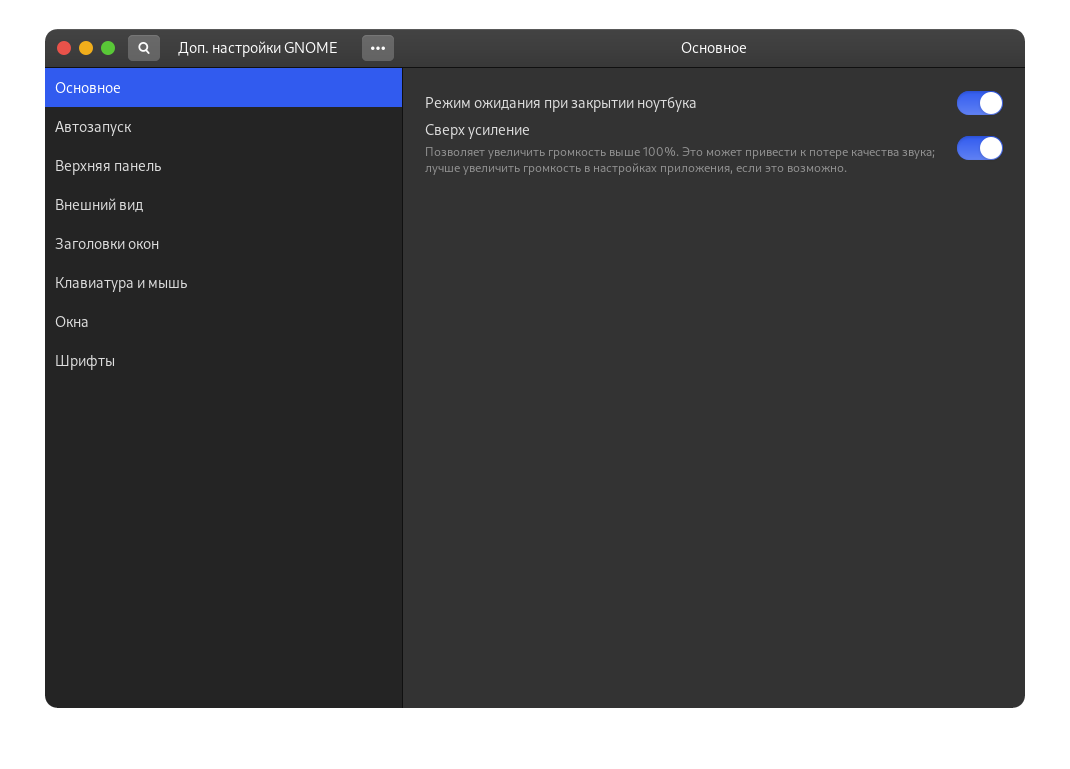 Доп. настройки GNOME
Основное
Основное
Автозапуск
Верхняя панель
Внешний вид
Заголовки окон
Клавиатура и мышь
Окна
Шрифты
Режим ожидания при закрытии ноутбука
Сверх усиление
Позволяет увеличить громкость выше 100%. Это может привести к потере качества звука;
лучше увеличить громкость в настройках приложения, если это возможно.